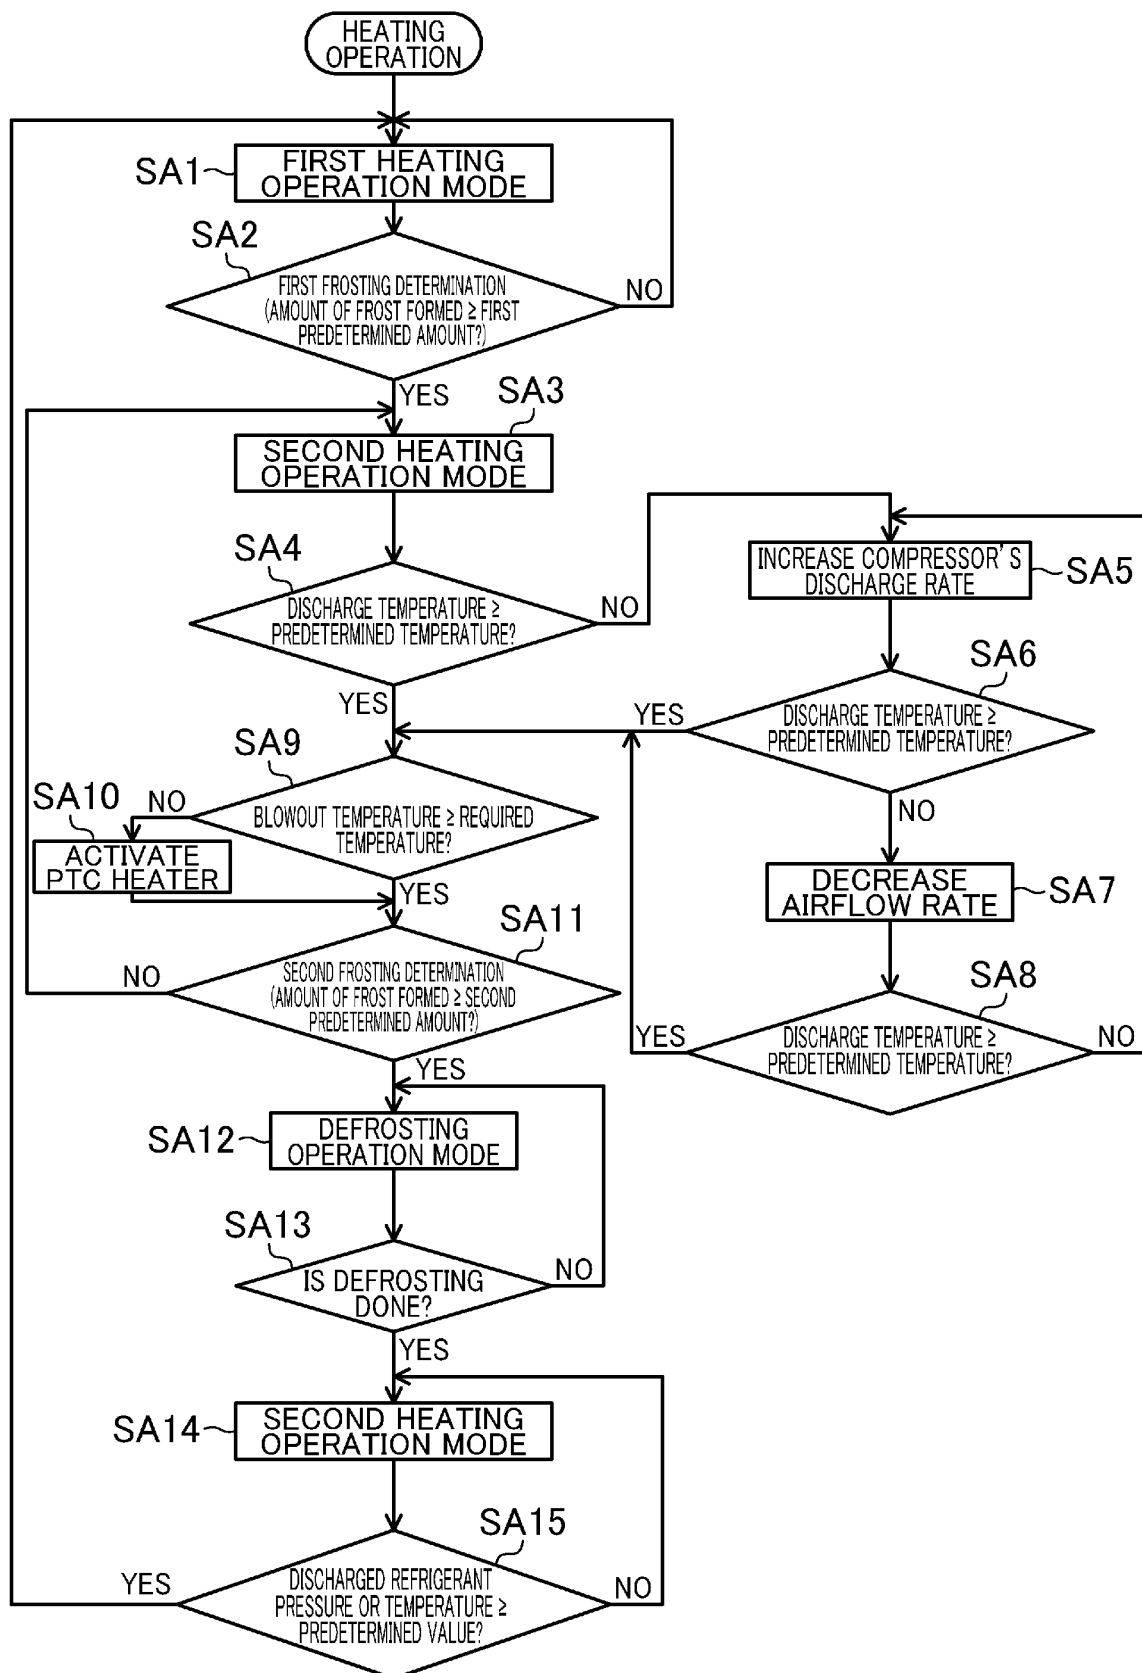 HEATING
OPERATION
SA1
FIRST HEATING
OPERATION MODE
SA2
FIRST FROSTING DETERMINATION
(AMOUNT OF FROST FORMED ≥ FIRST
PREDETERMINED AMOUNT?)
NO
YES
SA3
SECOND HEATING
OPERATION MODE
SA4
DISCHARGE TEMPERATURE ≥
PREDETERMINED TEMPERATURE?
NO
YES
INCREASE COMPRESSOR'S
DISCHARGE RATE
SA5
SA6
DISCHARGE TEMPERATURE ≥
PREDETERMINED TEMPERATURE?
YES
NO
DECREASE
AIRFLOW RATE
SA7
SA8
DISCHARGE TEMPERATURE ≥
PREDETERMINED TEMPERATURE?
YES
NO
SA9
BLOWOUT TEMPERATURE ≥ REQUIRED
TEMPERATURE?
NO
YES
SA10
ACTIVATE
PTC HEATER
SA11
SECOND FROSTING DETERMINATION
(AMOUNT OF FROST FORMED ≥ SECOND
PREDETERMINED AMOUNT?)
NO
YES
SA12
DEFROSTING
OPERATION MODE
SA13
IS DEFROSTING
DONE?
NO
YES
SA14
SECOND HEATING
OPERATION MODE
SA15
DISCHARGED REFRIGERANT
PRESSURE OR TEMPERATURE ≥
PREDETERMINED VALUE?
YES
NO